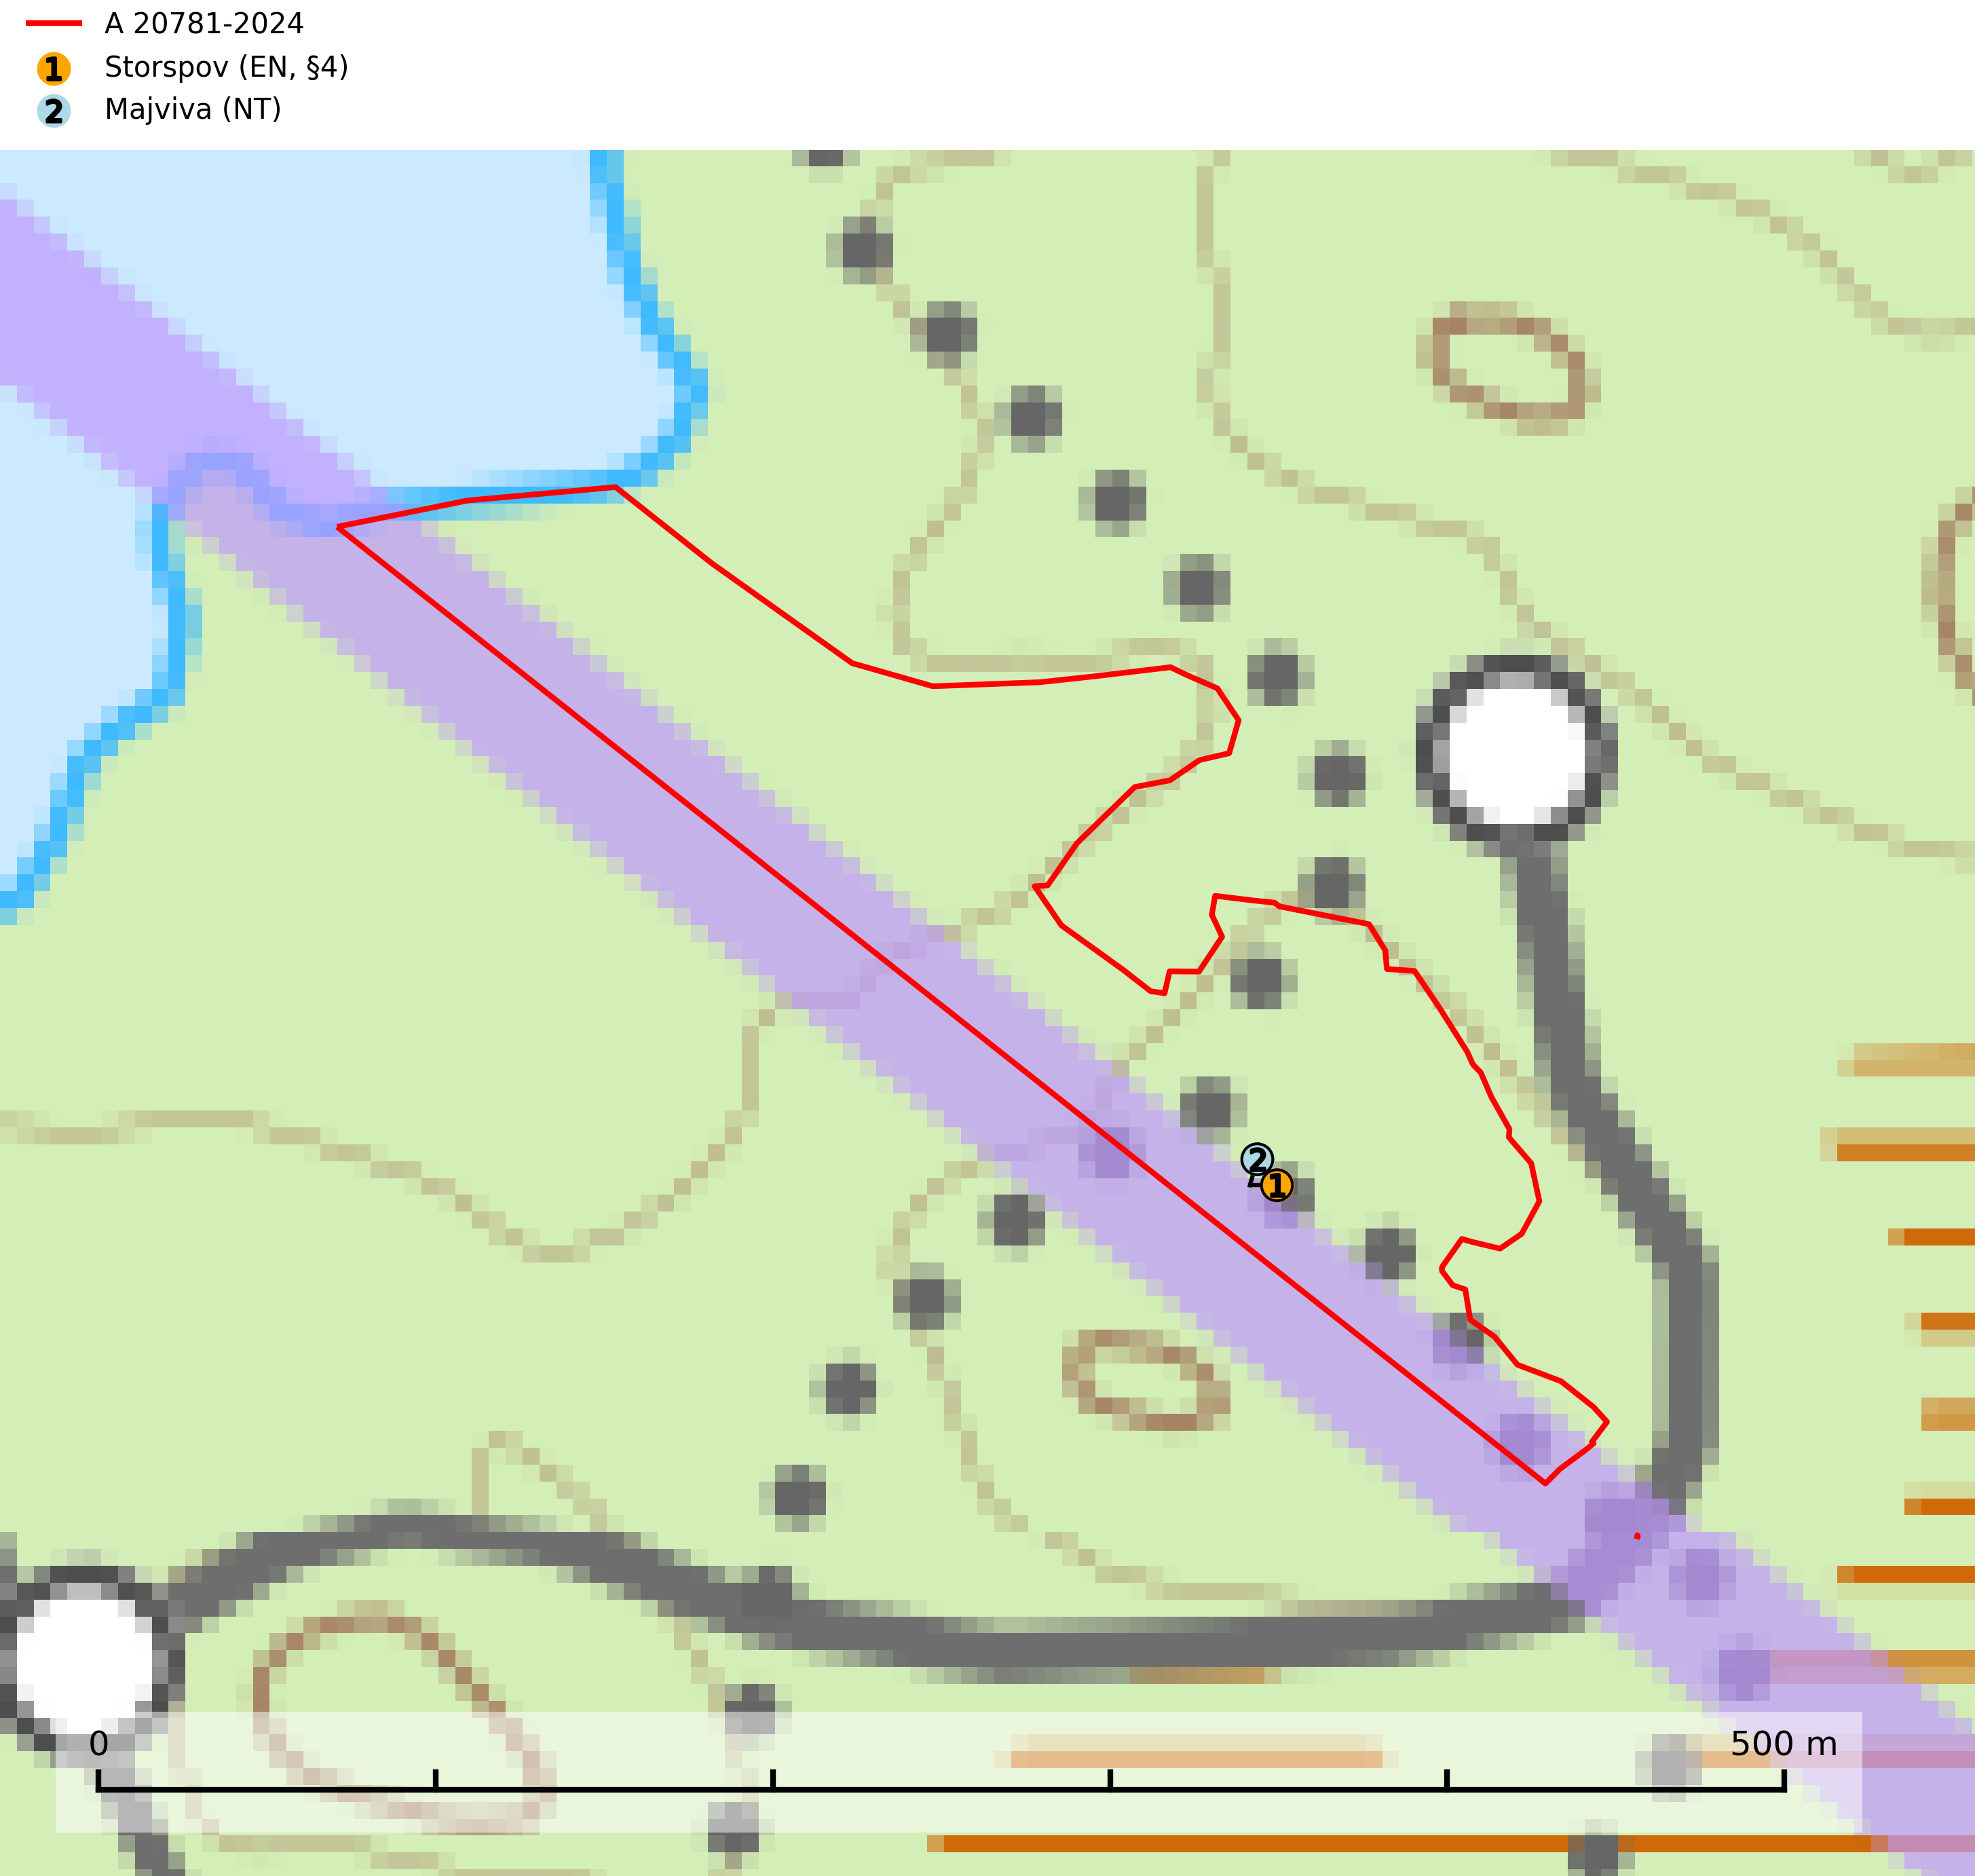 A 20781-2024
1 Storspov (EN, §4)
2 Majviva (NT)
2
1
0
500 m